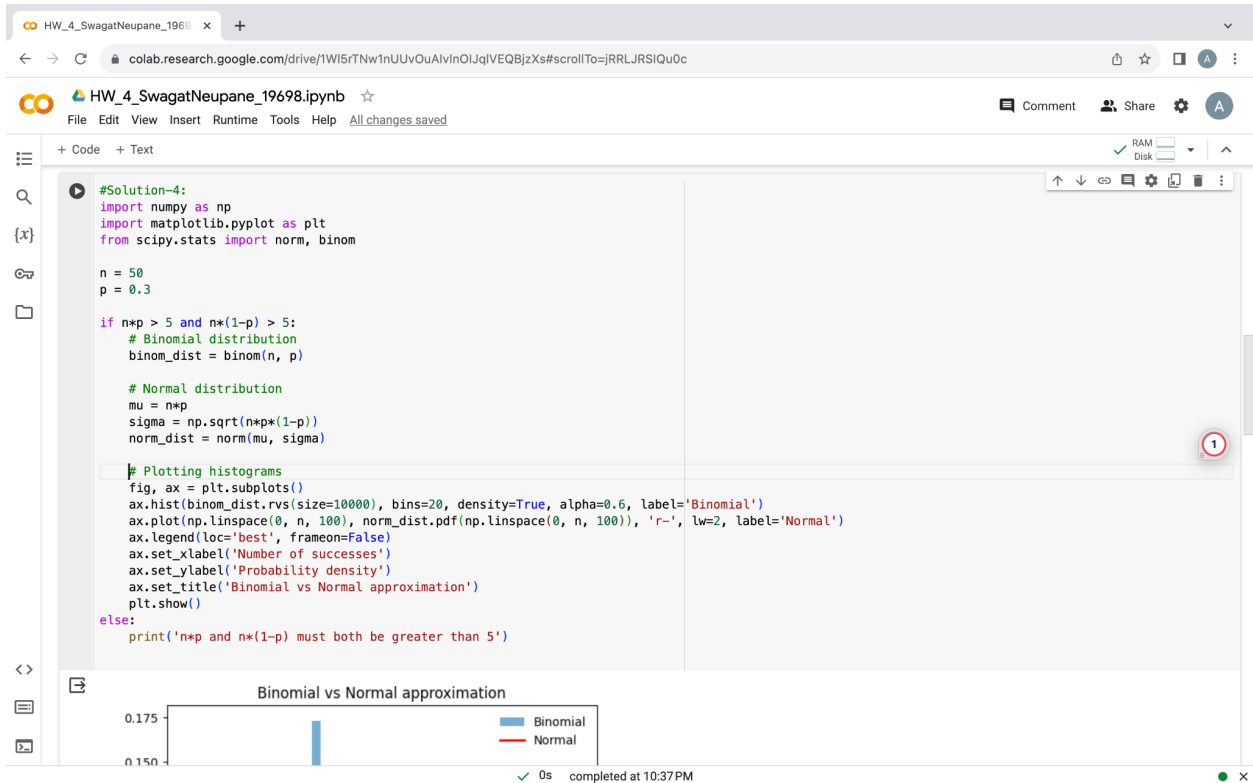 HW_4_SwagatNeupane_1969
colab.research.google.com/drive/1WI5rTNw1nUUvOuAIvInOIJqIVEQBjzXs#scrollTo=jRRLJRSIQu0c
HW_4_SwagatNeupane_19698.ipynb
Comment Share A
File Edit View Insert Runtime Tools Help All changes saved
+ Code + Text
RAM
Disk
#Solution-4:
import numpy as np
import matplotlib.pyplot as plt
from scipy.stats import norm, binom
n = 50
p = 0.3
if n*p > 5 and n*(1-p) > 5:
    # Binomial distribution
    binom_dist = binom(n, p)
    # Normal distribution
    mu = n*p
    sigma = np.sqrt(n*p*(1-p))
    norm_dist = norm(mu, sigma)
1
    # Plotting histograms
    fig, ax = plt.subplots()
    ax.hist(binom_dist.rvs(size=10000), bins=20, density=True, alpha=0.6, label='Binomial')
    ax.plot(np.linspace(0, n, 100), norm_dist.pdf(np.linspace(0, n, 100)), 'r-', lw=2, label='Normal')
    ax.legend(loc='best', frameon=False)
    ax.set_xlabel('Number of successes')
    ax.set_ylabel('Probability density')
    ax.set_title('Binomial vs Normal approximation')
    plt.show()
else:
    print('n*p and n*(1-p) must both be greater than 5')
Binomial vs Normal approximation
0.175
Binomial
Normal
0.150
0s completed at 10:37 PM